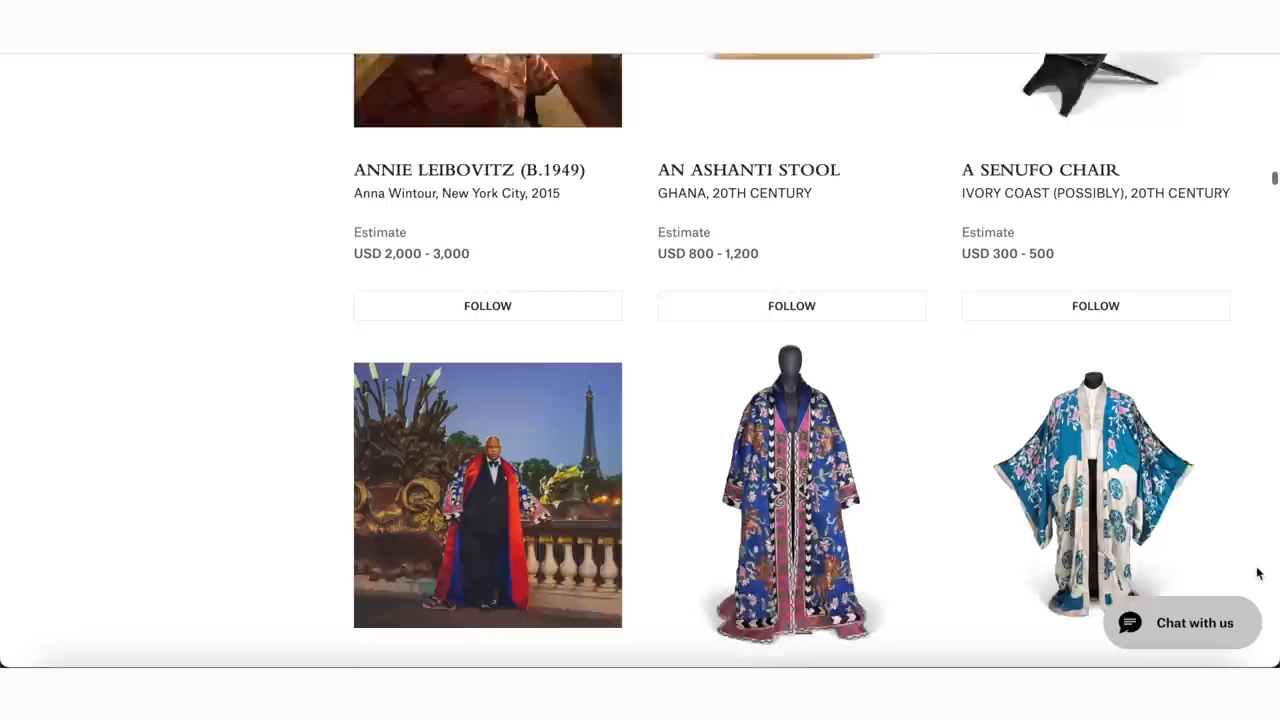 ANNIE LEIBOVITZ (B.1949)
Anna Wintour, New York City, 2015
Estimate
USD 2,000 - 3,000
FOLLOW
AN ASHANTI STOOL
GHANA, 20TH CENTURY
Estimate
USD 800 - 1,200
FOLLOW
A SENUFO CHAIR
IVORY COAST (POSSIBLY), 20TH CENTURY
Estimate
USD 300 - 500
FOLLOW
Chat with us